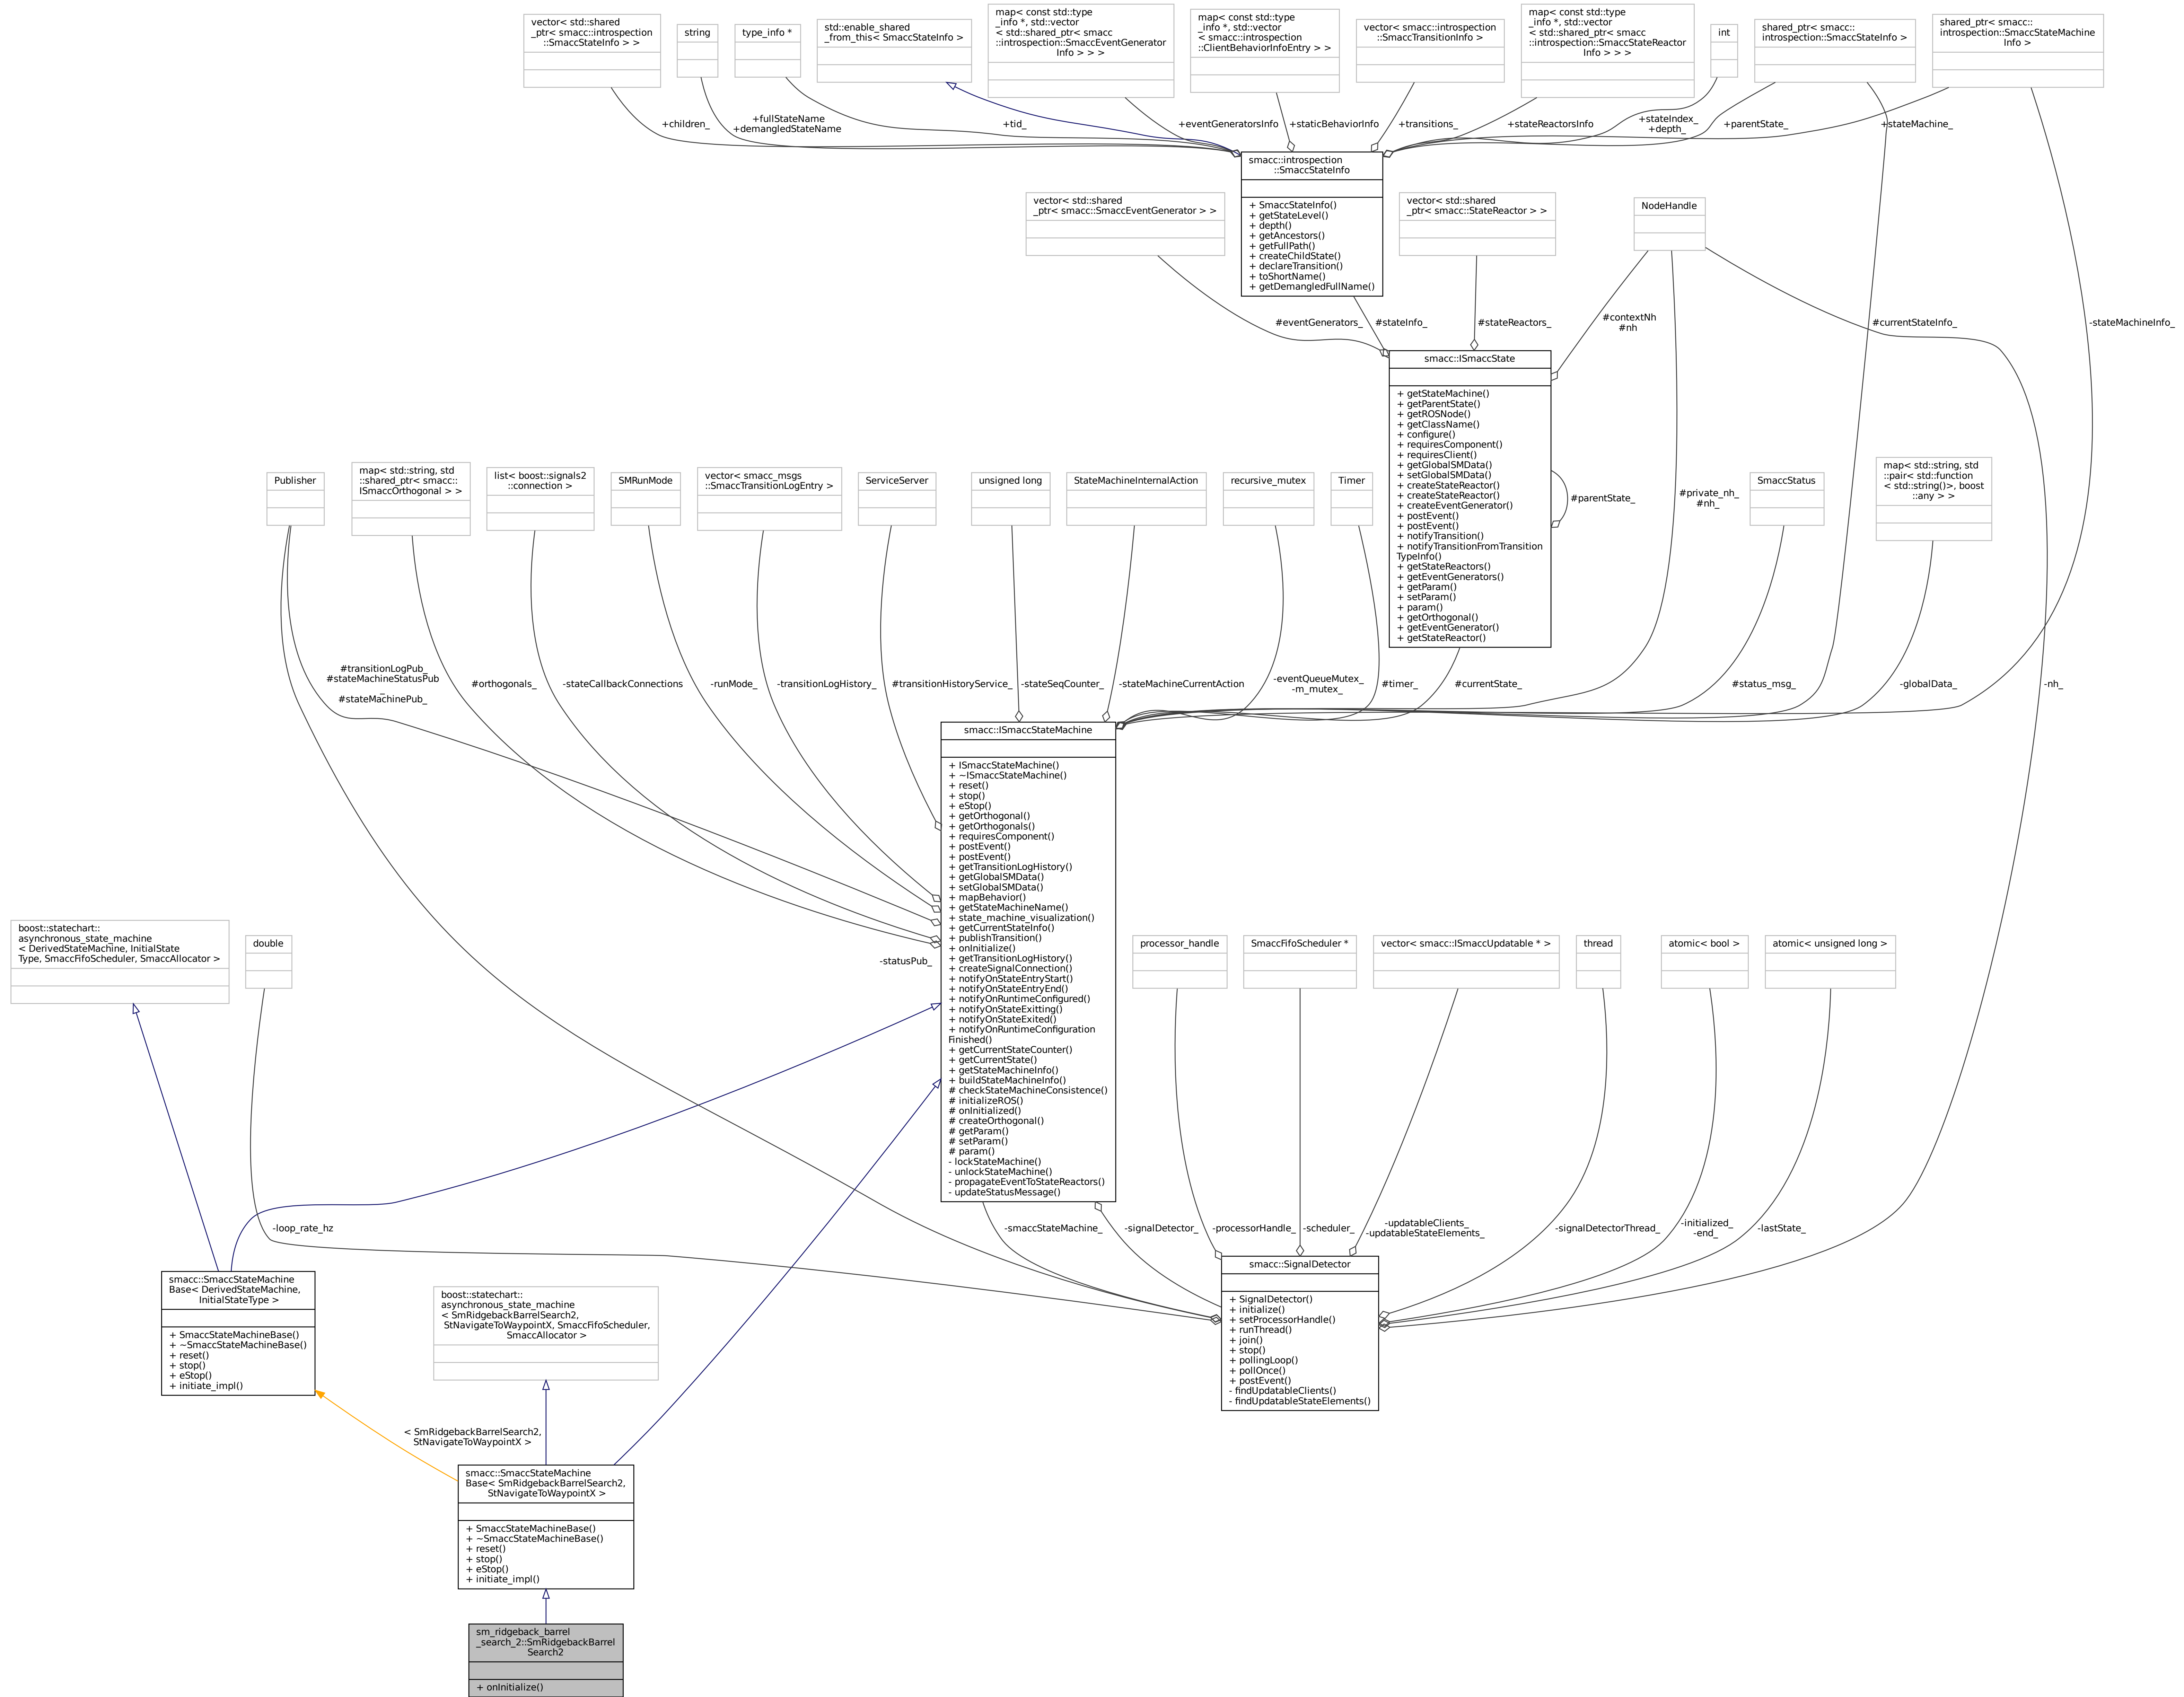 vector< std::shared
_ptr< smacc::introspection
::SmaccStateInfo > >
string
type_info *
std::enable_shared
_from_this< SmaccStateInfo >
map< const std::type
_info *, std::vector
< std::shared_ptr< smacc
::introspection::SmaccEventGenerator
Info > > >
map< const std::type
_info *, std::vector
< smacc::introspection
::ClientBehaviorInfoEntry > >
vector< smacc::introspection
::SmaccTransitionInfo >
map< const std::type
_info *, std::vector
< std::shared_ptr< smacc
::introspection::SmaccStateReactor
Info > > >
int
shared_ptr< smacc::
introspection::SmaccStateInfo >
shared_ptr< smacc::
introspection::SmaccStateMachine
Info >
+children_
+fullStateName
+demangledStateName
+tid_
+eventGeneratorsInfo
+staticBehaviorInfo
+transitions_
+stateReactorsInfo
+stateIndex_
+depth_
+parentState_
+stateMachine_
smacc::introspection
::SmaccStateInfo
+ SmaccStateInfo()
+ getStateLevel()
+ depth()
+ getAncestors()
+ getFullPath()
+ createChildState()
+ declareTransition()
+ toShortName()
+ getDemangledFullName()
vector< std::shared
_ptr< smacc::SmaccEventGenerator > >
vector< std::shared
_ptr< smacc::StateReactor > >
NodeHandle
#eventGenerators_
#stateInfo_
#stateReactors_
#contextNh
#nh
#currentStateInfo_
-stateMachineInfo_
smacc::ISmaccState
+ getStateMachine()
+ getParentState()
+ getROSNode()
+ getClassName()
+ configure()
+ requiresComponent()
+ requiresClient()
+ getGlobalSMData()
+ setGlobalSMData()
+ createStateReactor()
+ createStateReactor()
+ createEventGenerator()
+ postEvent()
+ postEvent()
+ notifyTransition()
+ notifyTransitionFromTransition
TypeInfo()
+ getStateReactors()
+ getEventGenerators()
+ getParam()
+ setParam()
+ param()
+ getOrthogonal()
+ getEventGenerator()
+ getStateReactor()
#parentState_
#private_nh_
#nh_
Publisher
map< std::string, std
::shared_ptr< smacc::
ISmaccOrthogonal > >
list< boost::signals2
::connection >
SMRunMode
vector< smacc_msgs
::SmaccTransitionLogEntry >
ServiceServer
unsigned long
StateMachineInternalAction
recursive_mutex
Timer
SmaccStatus
map< std::string, std
::pair< std::function
< std::string()>, boost
::any > >
#transitionLogPub_
#stateMachineStatusPub
_
#stateMachinePub_
#orthogonals_
-stateCallbackConnections
-runMode_
-transitionLogHistory_
#transitionHistoryService_
-stateSeqCounter_
-stateMachineCurrentAction
-eventQueueMutex_
-m_mutex_
#timer_
#currentState_
#status_msg_
-globalData_
-nh_
smacc::ISmaccStateMachine
+ ISmaccStateMachine()
+ ~ISmaccStateMachine()
+ reset()
+ stop()
+ eStop()
+ getOrthogonal()
+ getOrthogonals()
+ requiresComponent()
+ postEvent()
+ postEvent()
+ getTransitionLogHistory()
+ getGlobalSMData()
+ setGlobalSMData()
+ mapBehavior()
+ getStateMachineName()
+ state_machine_visualization()
+ getCurrentStateInfo()
+ publishTransition()
+ onInitialize()
+ getTransitionLogHistory()
+ createSignalConnection()
+ notifyOnStateEntryStart()
+ notifyOnStateEntryEnd()
+ notifyOnRuntimeConfigured()
+ notifyOnStateExitting()
+ notifyOnStateExited()
+ notifyOnRuntimeConfiguration
Finished()
+ getCurrentStateCounter()
+ getCurrentState()
+ getStateMachineInfo()
+ buildStateMachineInfo()
# checkStateMachineConsistence()
# initializeROS()
# onInitialized()
# createOrthogonal()
# getParam()
# setParam()
# param()
- lockStateMachine()
- unlockStateMachine()
- propagateEventToStateReactors()
- updateStatusMessage()
boost::statechart::
asynchronous_state_machine
< DerivedStateMachine, InitialState
Type, SmaccFifoScheduler, SmaccAllocator >
double
-statusPub_
processor_handle
SmaccFifoScheduler *
vector< smacc::ISmaccUpdatable * >
thread
atomic< bool >
atomic< unsigned long >
-loop_rate_hz
-smaccStateMachine_
-signalDetector_
-processorHandle_
-scheduler_
-updatableClients_
-updatableStateElements_
-signalDetectorThread_
-initialized_
-end_
-lastState_
smacc::SignalDetector
+ SignalDetector()
+ initialize()
+ setProcessorHandle()
+ runThread()
+ join()
+ stop()
+ pollingLoop()
+ pollOnce()
+ postEvent()
- findUpdatableClients()
- findUpdatableStateElements()
smacc::SmaccStateMachine
Base< DerivedStateMachine,
InitialStateType >
+ SmaccStateMachineBase()
+ ~SmaccStateMachineBase()
+ reset()
+ stop()
+ eStop()
+ initiate_impl()
boost::statechart::
asynchronous_state_machine
< SmRidgebackBarrelSearch2,
StNavigateToWaypointX, SmaccFifoScheduler,
SmaccAllocator >
< SmRidgebackBarrelSearch2,
StNavigateToWaypointX >
smacc::SmaccStateMachine
Base< SmRidgebackBarrelSearch2,
StNavigateToWaypointX >
+ SmaccStateMachineBase()
+ ~SmaccStateMachineBase()
+ reset()
+ stop()
+ eStop()
+ initiate_impl()
sm_ridgeback_barrel
_search_2::SmRidgebackBarrel
Search2
+ onInitialize()